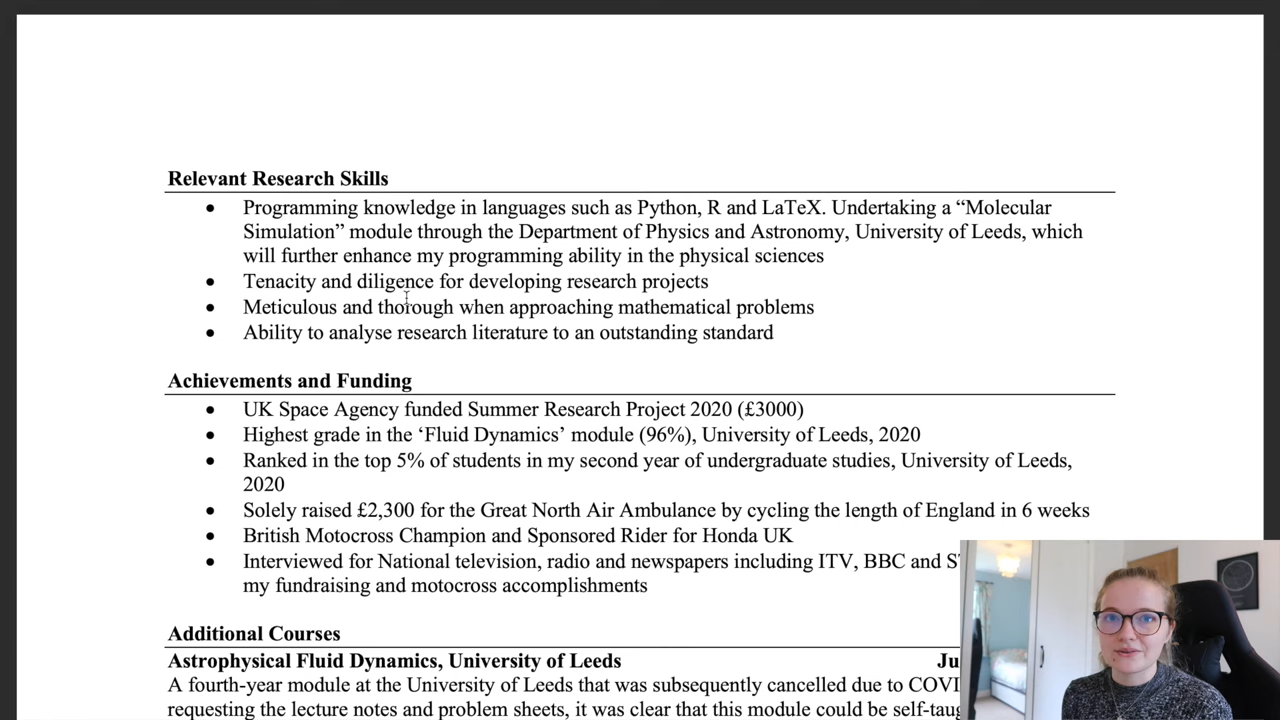 Relevant Research Skills
• Programming knowledge in languages such as Python, R and LaTeX. Undertaking a “Molecular
Simulation” module through the Department of Physics and Astronomy, University of Leeds, which
will further enhance my programming ability in the physical sciences
• Tenacity and diligence for developing research projects
• Meticulous and thorough when approaching mathematical problems
• Ability to analyse research literature to an outstanding standard
Achievements and Funding
• UK Space Agency funded Summer Research Project 2020 (£3000)
• Highest grade in the ‘Fluid Dynamics’ module (96%), University of Leeds, 2020
• Ranked in the top 5% of students in my second year of undergraduate studies, University of Leeds,
2020
• Solely raised £2,300 for the Great North Air Ambulance by cycling the length of England in 6 weeks
• British Motocross Champion and Sponsored Rider for Honda UK
• Interviewed for National television, radio and newspapers including ITV, BBC and
my fundraising and motocross accomplishments
Additional Courses
Astrophysical Fluid Dynamics, University of Leeds
A fourth-year module at the University of Leeds that was subsequently cancelled due to
requesting the lecture notes and problem sheets, it was clear that this module could be